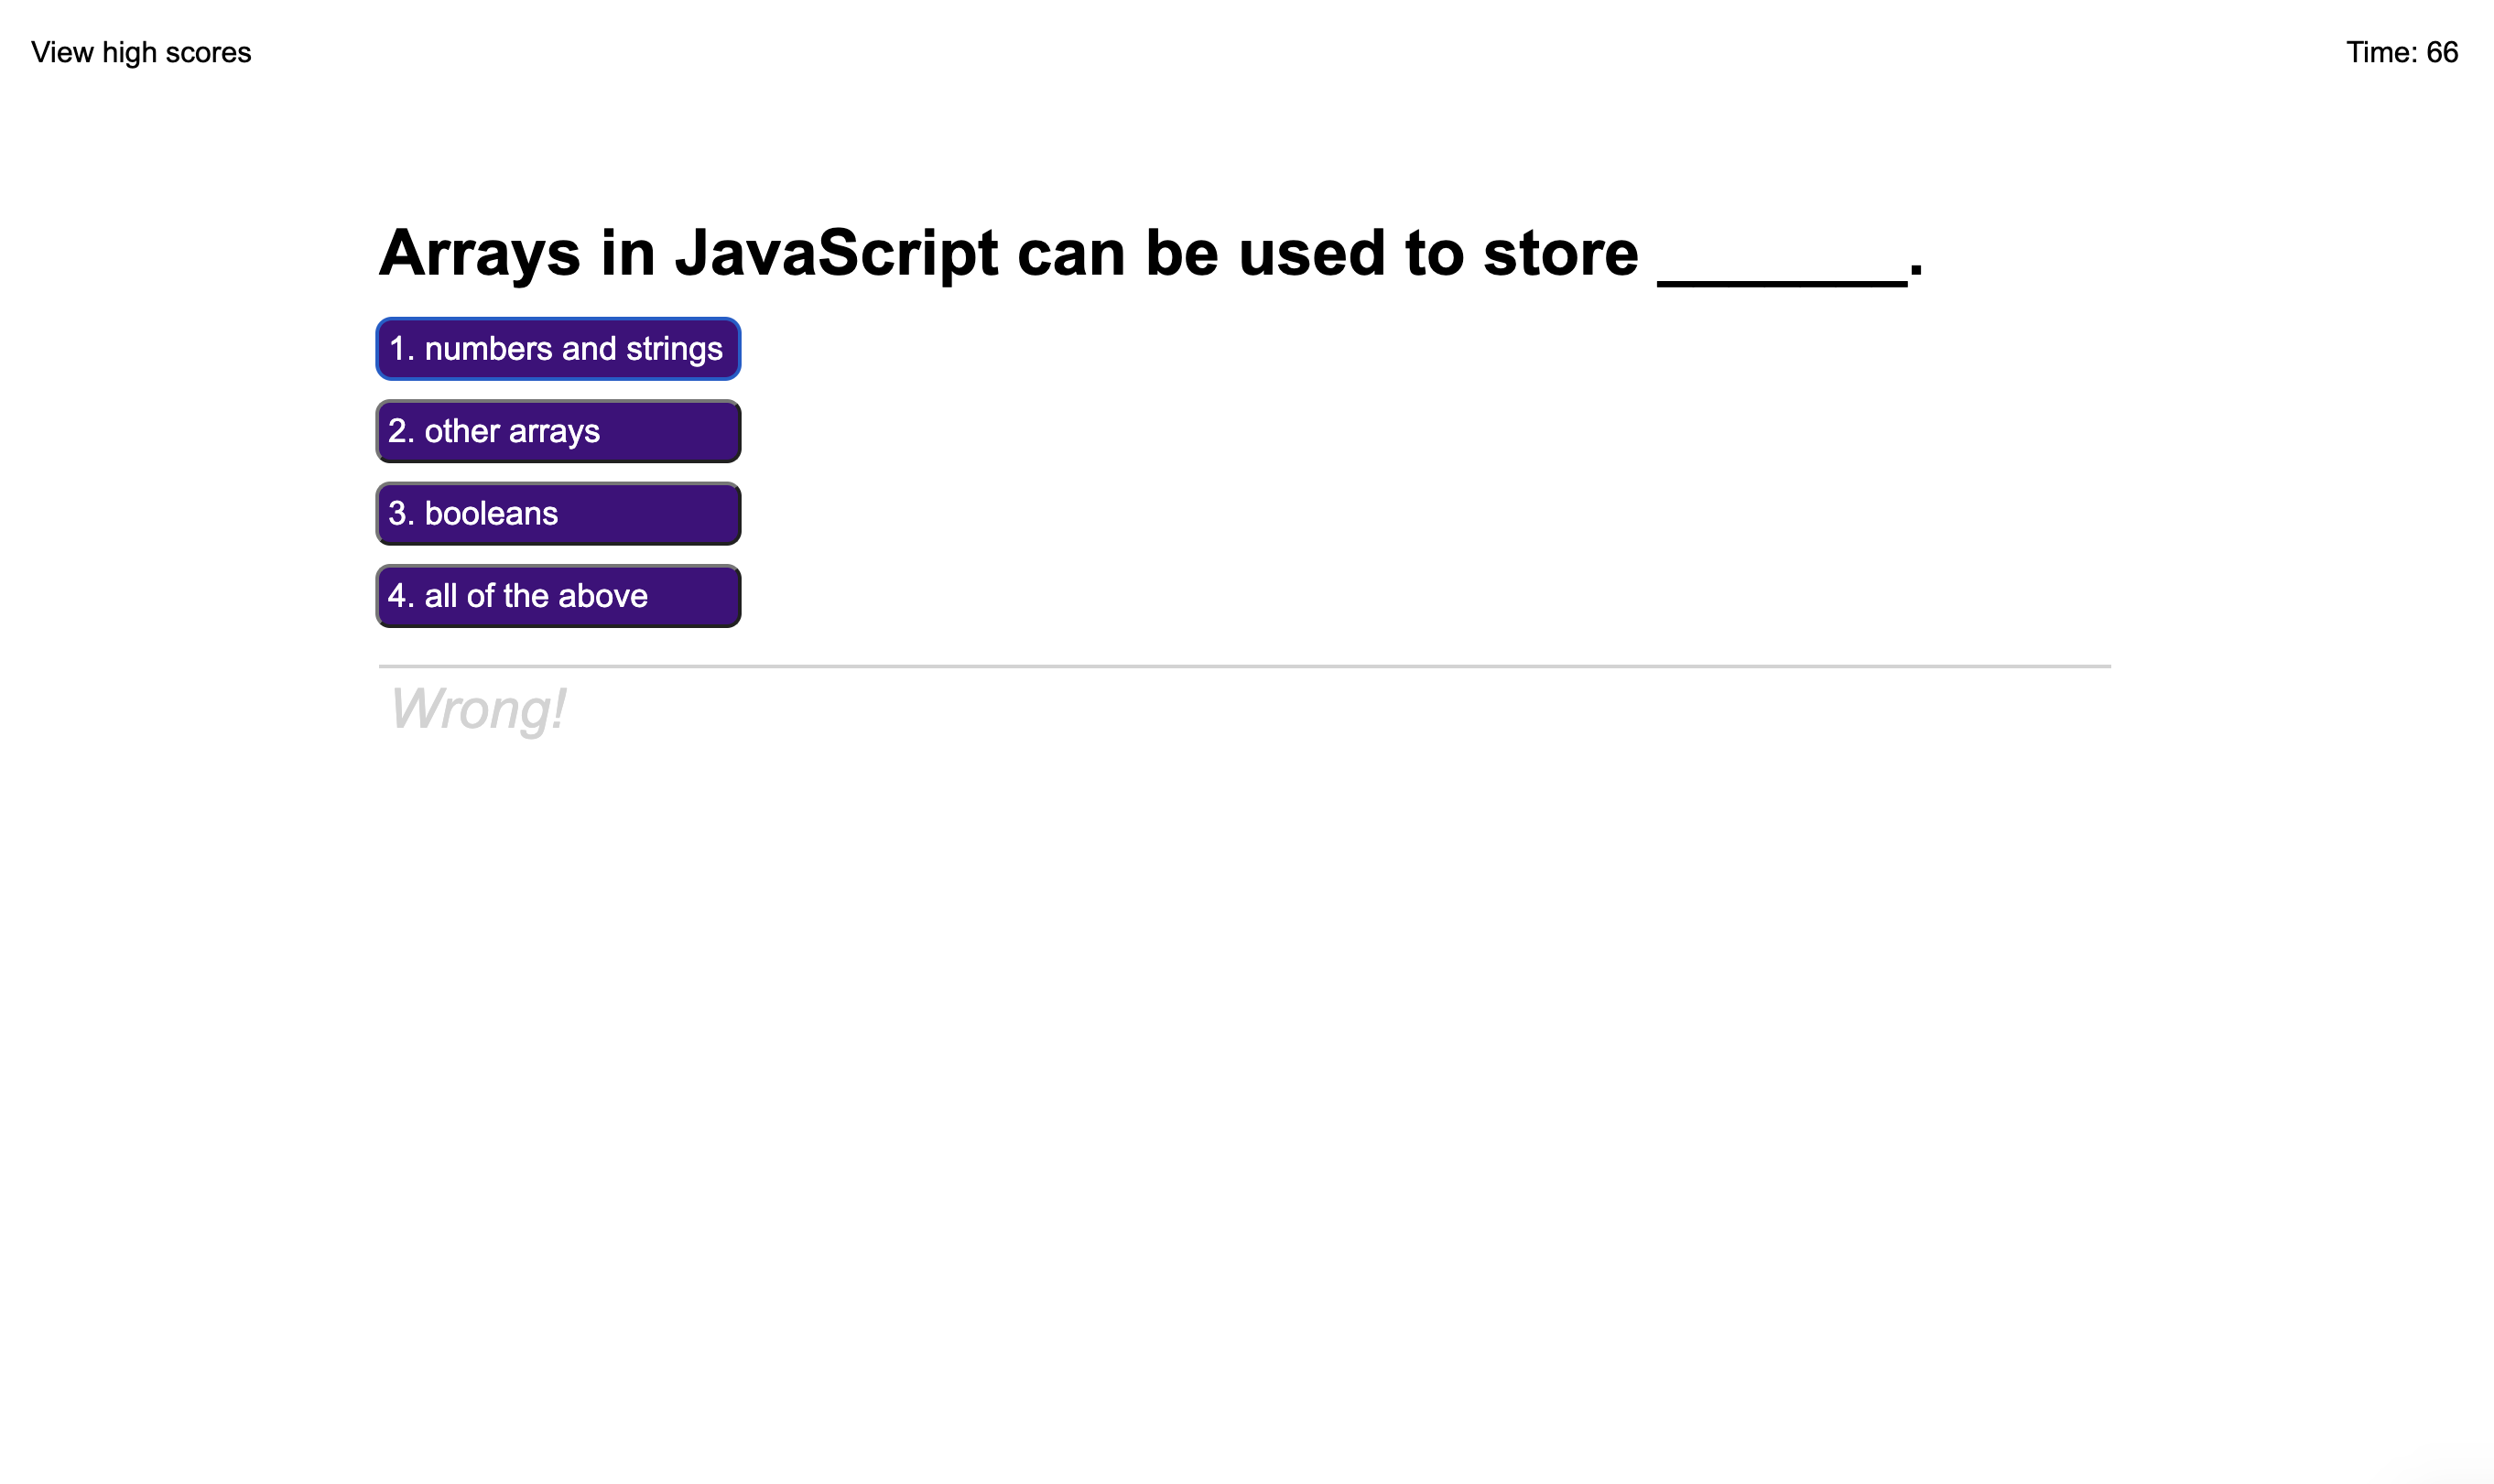 View high scores
Time: 66
Arrays in JavaScript can be used to store _______.
1. numbers and strings
2. other arrays
3. booleans
4. all of the above
Wrong!